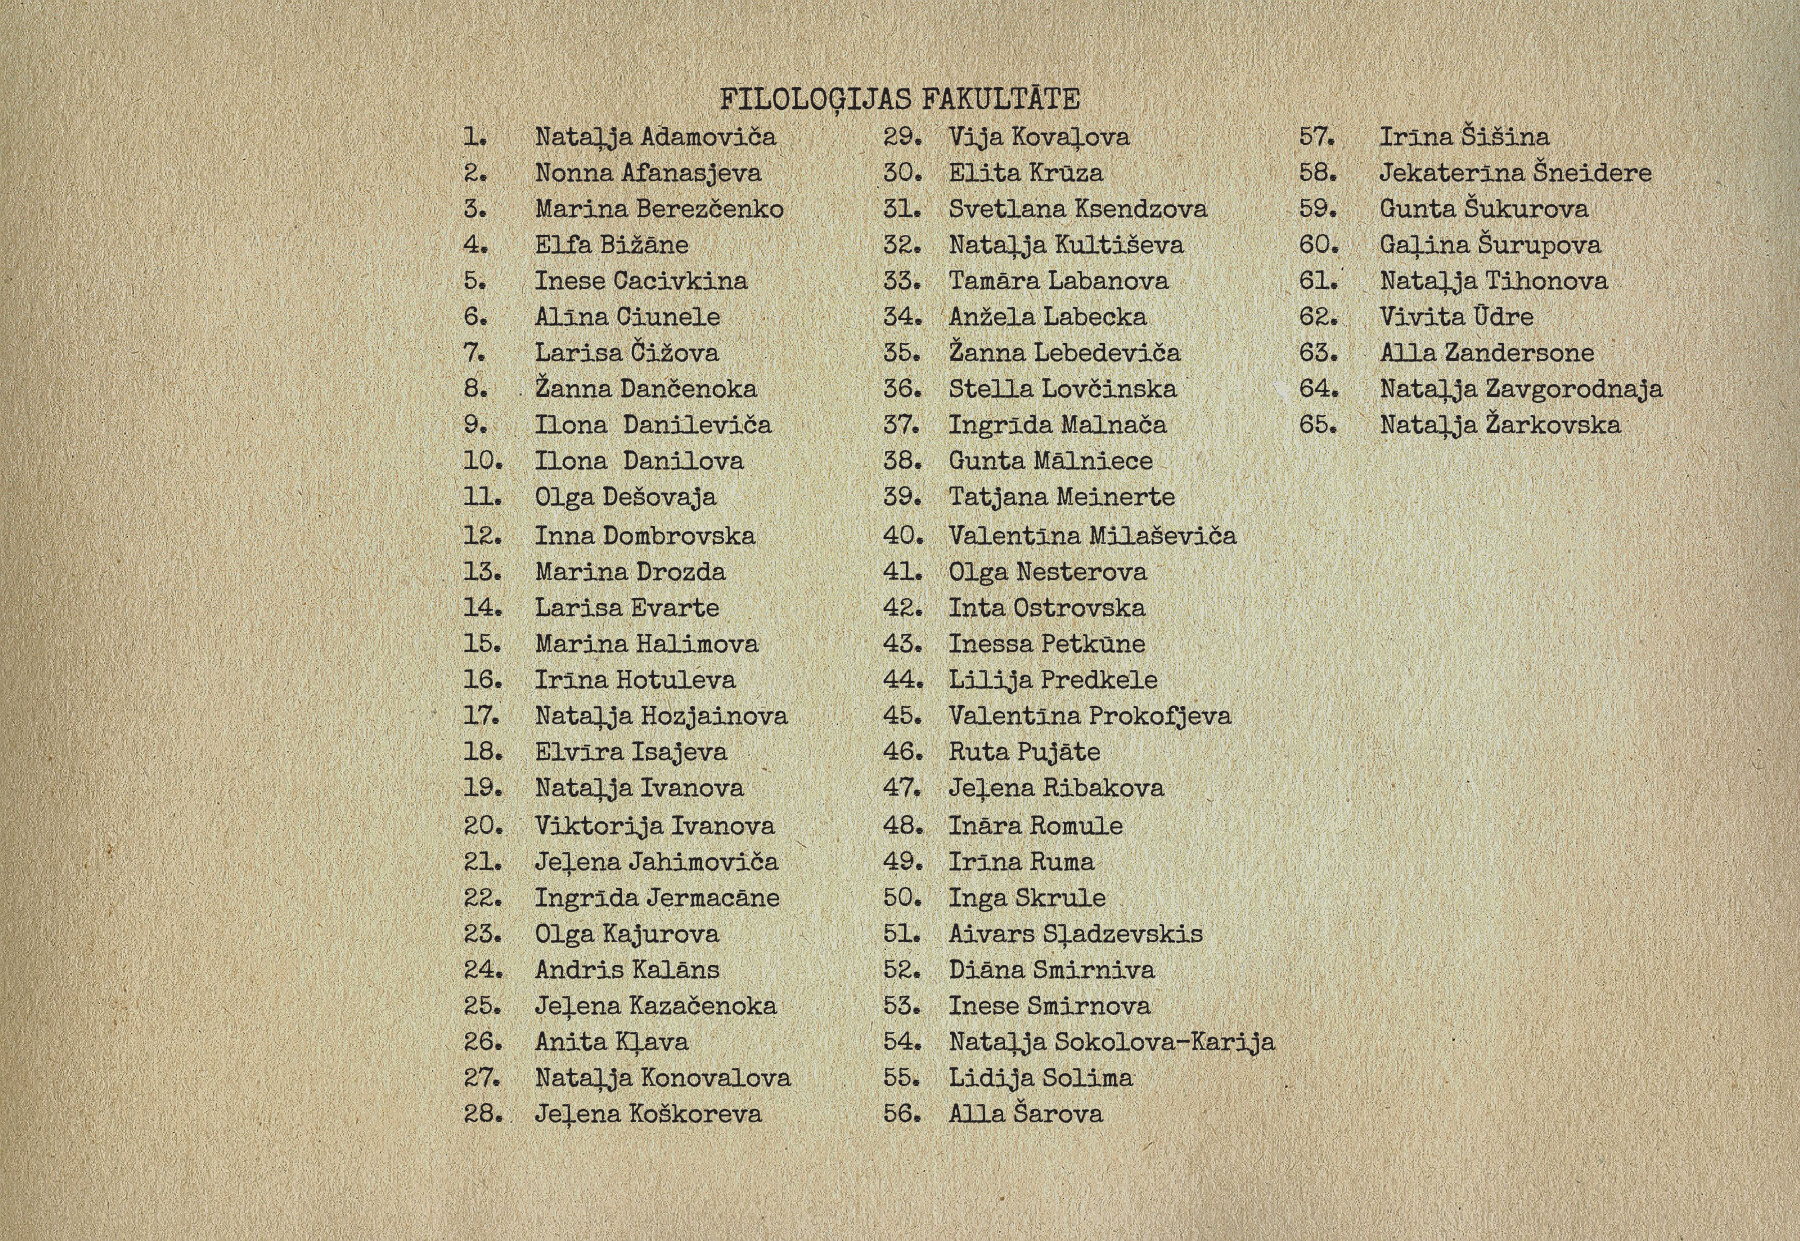 FILOLOĢIJAS FAKULTĀTE
1. Nataļja Adamoviča
2. Nonna Afanasjeva
3. Marina Berezčenko
4. Elfa Bižāne
5. Inese Cacivkina
6. Alīna Ciunele
7. Larisa Čižova
8. Žanna Dančenoka
9. Ilona Daniļeviča
10. Ilona Danilova
11. Olga Dešovaja
12. Inna Dombrovska
13. Marina Drozda
14. Larisa Evarte
15. Marina Halimova
16. Irīna Hotuleva
17. Nataļja Hozjainova
18. Elvīra Isajeva
19. Nataļja Ivanova
20. Viktorija Ivanova
21. Jeļena Jahimoviča
22. Ingrīda Jermacāne
23. Olga Kajurova
24. Andris Kalāns
25. Jeļena Kazačenoka
26. Anita Kļava
27. Nataļja Konovalova
28. Jeļena Koškoreva
29. Vija Kovaļova
30. Elita Krūza
31. Svetlana Ksendzova
32. Nataļja Kultiševa
33. Tamāra Labanova
34. Anžela Labecka
35. Žanna Lebedeviča
36. Stella Lovčinska
37. Ingrīda Malnača
38. Gunta Mālniece
39. Tatjana Meinerte
40. Valentīna Milaševiča
41. Olga Nesterova
42. Inta Ostrovska
43. Inessa Petkūne
44. Lilija Predkele
45. Valentīna Prokofjeva
46. Ruta Pujāte
47. Jeļena Ribakova
48. Ināra Romule
49. Irīna Ruma
50. Inga Skrule
51. Aivars Sļadzevskis
52. Diāna Smirniva
53. Inese Smirnova
54. Nataļja Sokolova-Karija
55. Lidija Solima
56. Alla Šarova
57. Irīna Šišina
58. Jekaterīna Šneidere
59. Gunta Šukurova
60. Gaļina Šurupova
61. Nataļja Tihonova
62. Vivita Ūdre
63. Alla Zandersone
64. Nataļja Zavgorodnaja
65. Nataļja Žarkovska